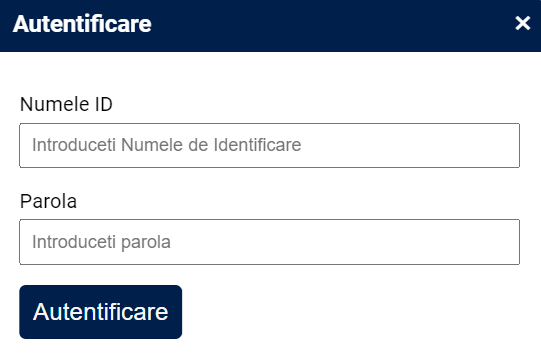 Autentificare ×
Numele ID
Introduceti Numele de Identificare
Parola
Introduceti parola
Autentificare